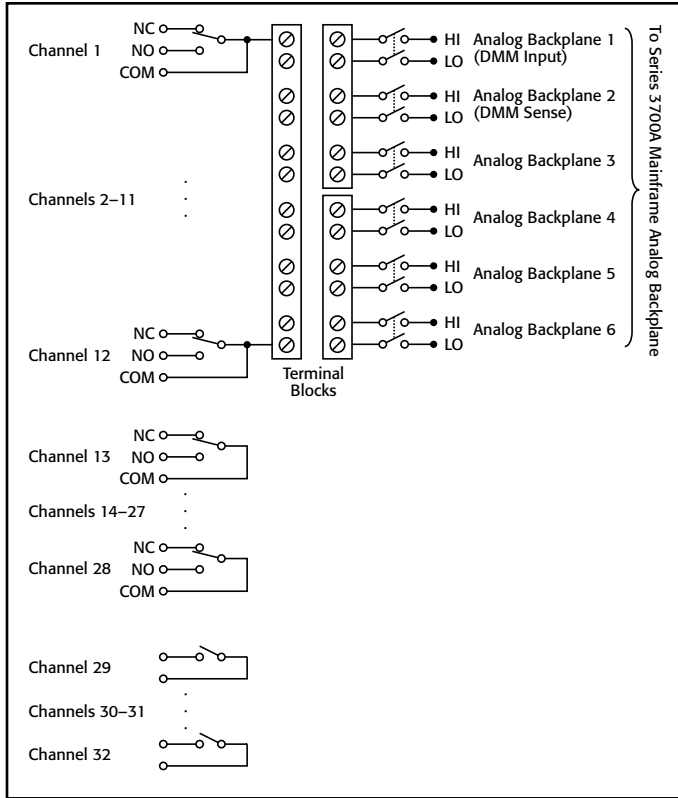 Channel 1
NC
NO
COM
Channels 2–11
.
.
.
Channel 12
NC
NO
COM
Terminal
Blocks
HI
LO
Analog Backplane 1
(DMM Input)
HI
LO
Analog Backplane 2
(DMM Sense)
HI
LO
Analog Backplane 3
HI
LO
Analog Backplane 4
HI
LO
Analog Backplane 5
HI
LO
Analog Backplane 6
To Series 3700A Mainframe Analog Backplane
Channel 13
NC
NO
COM
Channels 14–27
.
.
.
Channel 28
NC
NO
COM
Channel 29
Channels 30–31
.
.
.
Channel 32